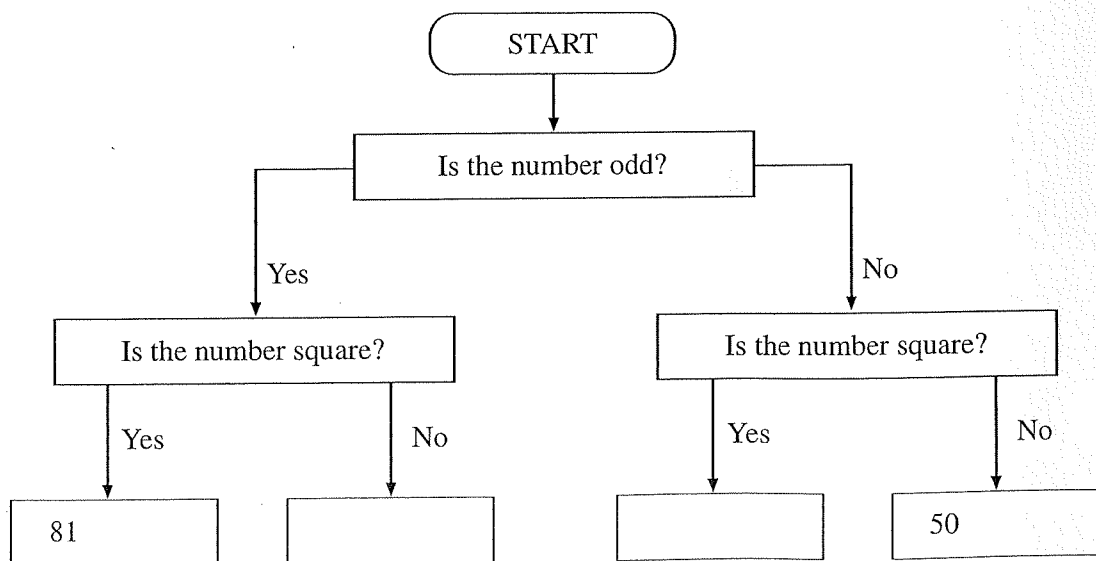 START
Is the number odd?
Yes
No
Is the number square?
Is the number square?
Yes
No
Yes
No
81
50